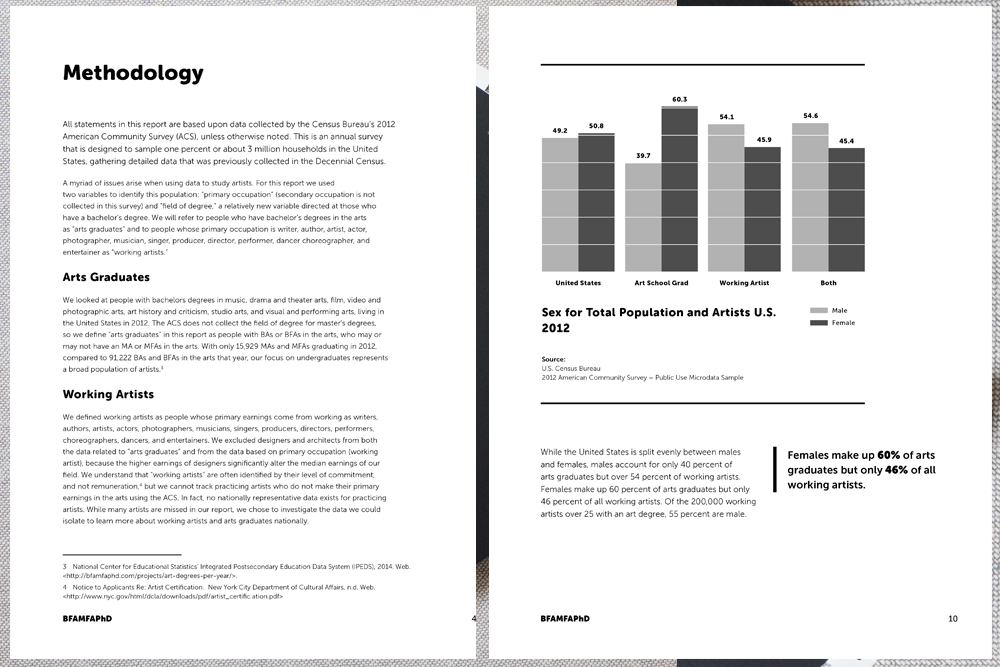 Methodology
All statements in this report are based upon data collected by the Census Bureau's 2012
American Community Survey (ACS), unless otherwise noted. This is an annual survey
that is designed to sample one percent or about 3 million households in the United
States, gathering detailed data that was previously collected in the Decennial Census.
A myriad of issues arise when using data to study artists. For this report we used
two variables to identify this population: "primary occupation" (secondary occupation is not
collected in this survey) and "field of degree," a relatively new variable directed at those who
have a bachelor's degree. We will refer to people who have bachelor's degrees in the arts
as "arts graduates" and to people whose primary occupation is writer, author, artist, actor,
photographer, musician, singer, producer, director, performer, dancer choreographer, and
entertainer as "working artists."
Arts Graduates
We looked at people with bachelors degrees in music, drama and theater arts, film, video and
photographic arts, art history and criticism, studio arts, and visual and performing arts, living in
the United States in 2012. The ACS does not collect the field of degree for master's degrees,
so we define "arts graduates" in this report as people with BAs or BFAs in the arts, who may or
may not have an MA or MFAs in the arts. With only 15,929 MAs and MFAs graduating in 2012,
compared to 91,222 BAs and BFAs in the arts that year, our focus on undergraduates represents
a broad population of artists.³
Working Artists
We defined working artists as people whose primary earnings come from working as writers,
authors, artists, actors, photographers, musicians, singers, producers, directors, performers,
choreographers, dancers, and entertainers. We excluded designers and architects from both
the data related to "arts graduates" and from the data based on primary occupation (working
artist), because the higher earnings of designers significantly alter the median earnings of our
field. We understand that "working artists" are often identified by their level of commitment,
and not remuneration,⁴ but we cannot track practicing artists who do not make their primary
earnings in the arts using the ACS. In fact, no nationally representative data exists for practicing
artists. While many artists are missed in our report, we chose to investigate the data we could
isolate to learn more about working artists and arts graduates nationally.
3 National Center for Educational Statistics' Integrated Postsecondary Education Data System (IPEDS), 2014. Web.
<http://bfamfaphd.com/projects/art-degrees-per-year/>.
4 Notice to Applicants Re: Artist Certification. New York City Department of Cultural Affairs, n.d. Web.
<http://www.nyc.gov/html/dcla/downloads/pdf/artist_certific ation.pdf>
BFAMFAPhD
4
49.2 50.8 39.7 60.3 54.1 45.9 54.6 45.4
United States Art School Grad Working Artist Both
Sex for Total Population and Artists U.S.
2012
Male
Female
Source:
U.S. Census Bureau
2012 American Community Survey – Public Use Microdata Sample
While the United States is split evenly between males
and females, males account for only 40 percent of
arts graduates but over 54 percent of working artists.
Females make up 60 percent of arts graduates but only
46 percent of all working artists. Of the 200,000 working
artists over 25 with an art degree, 55 percent are male.
Females make up 60% of arts
graduates but only 46% of all
working artists.
BFAMFAPhD
10